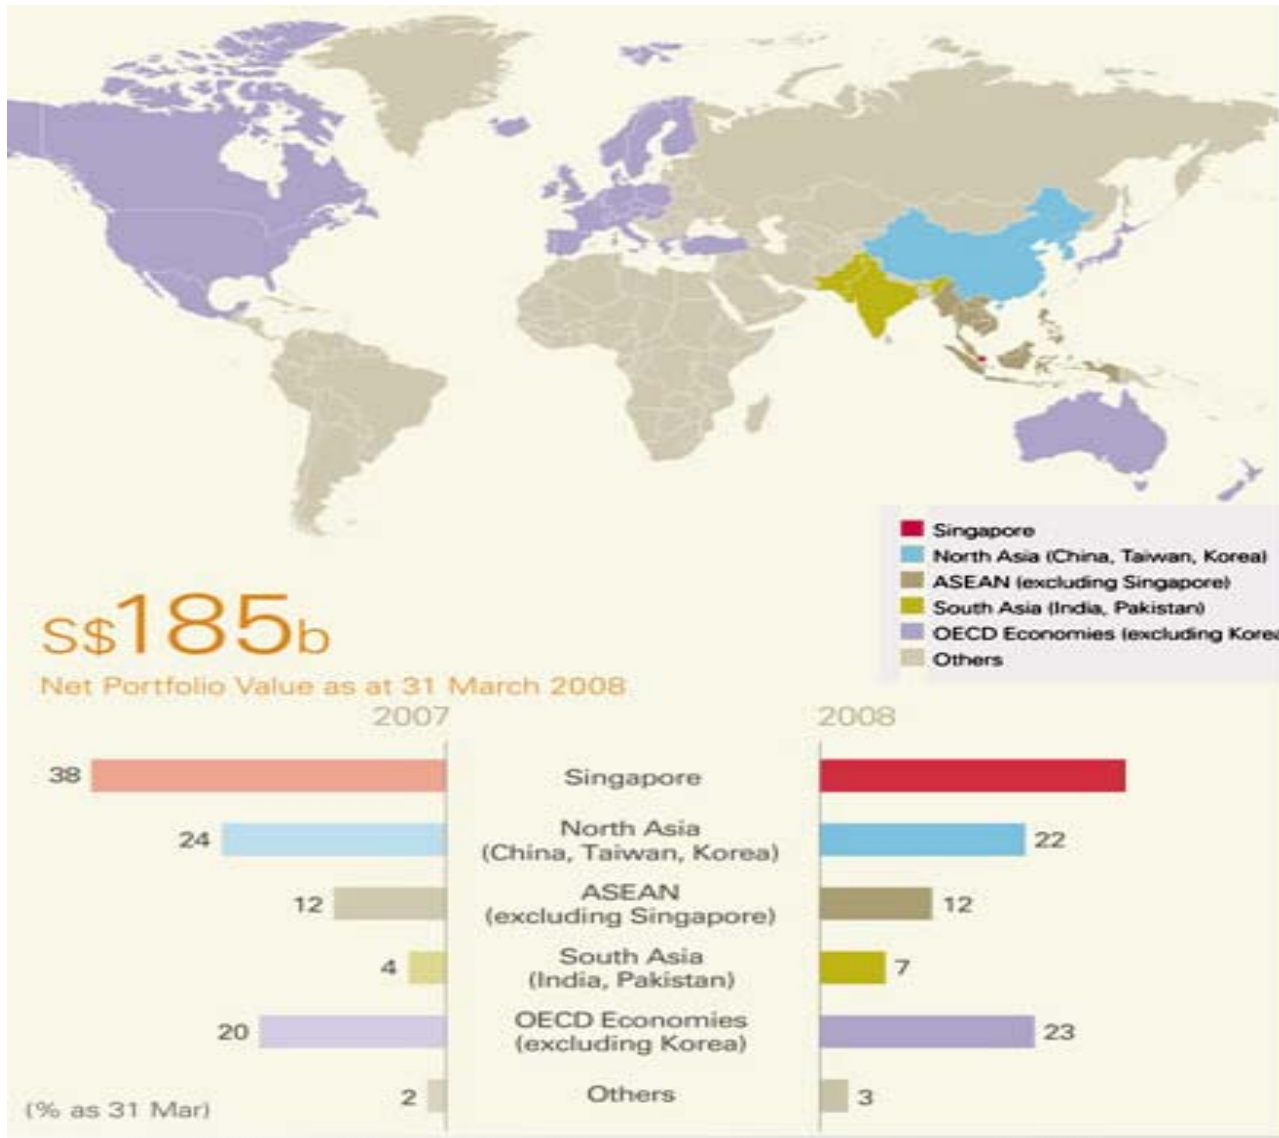 Singapore
North Asia (China, Taiwan, Korea)
ASEAN (excluding Singapore)
South Asia (India, Pakistan)
OECD Economies (excluding Korea
Others
S$185b
Net Portfolio Value as at 31 March 2008
2007 2008
38 Singapore
24 North Asia 22
(China, Taiwan, Korea)
12 ASEAN 12
(excluding Singapore)
4 South Asia 7
(India, Pakistan)
20 OECD Economies 23
(excluding Korea)
2 Others 3
(% as 31 Mar)